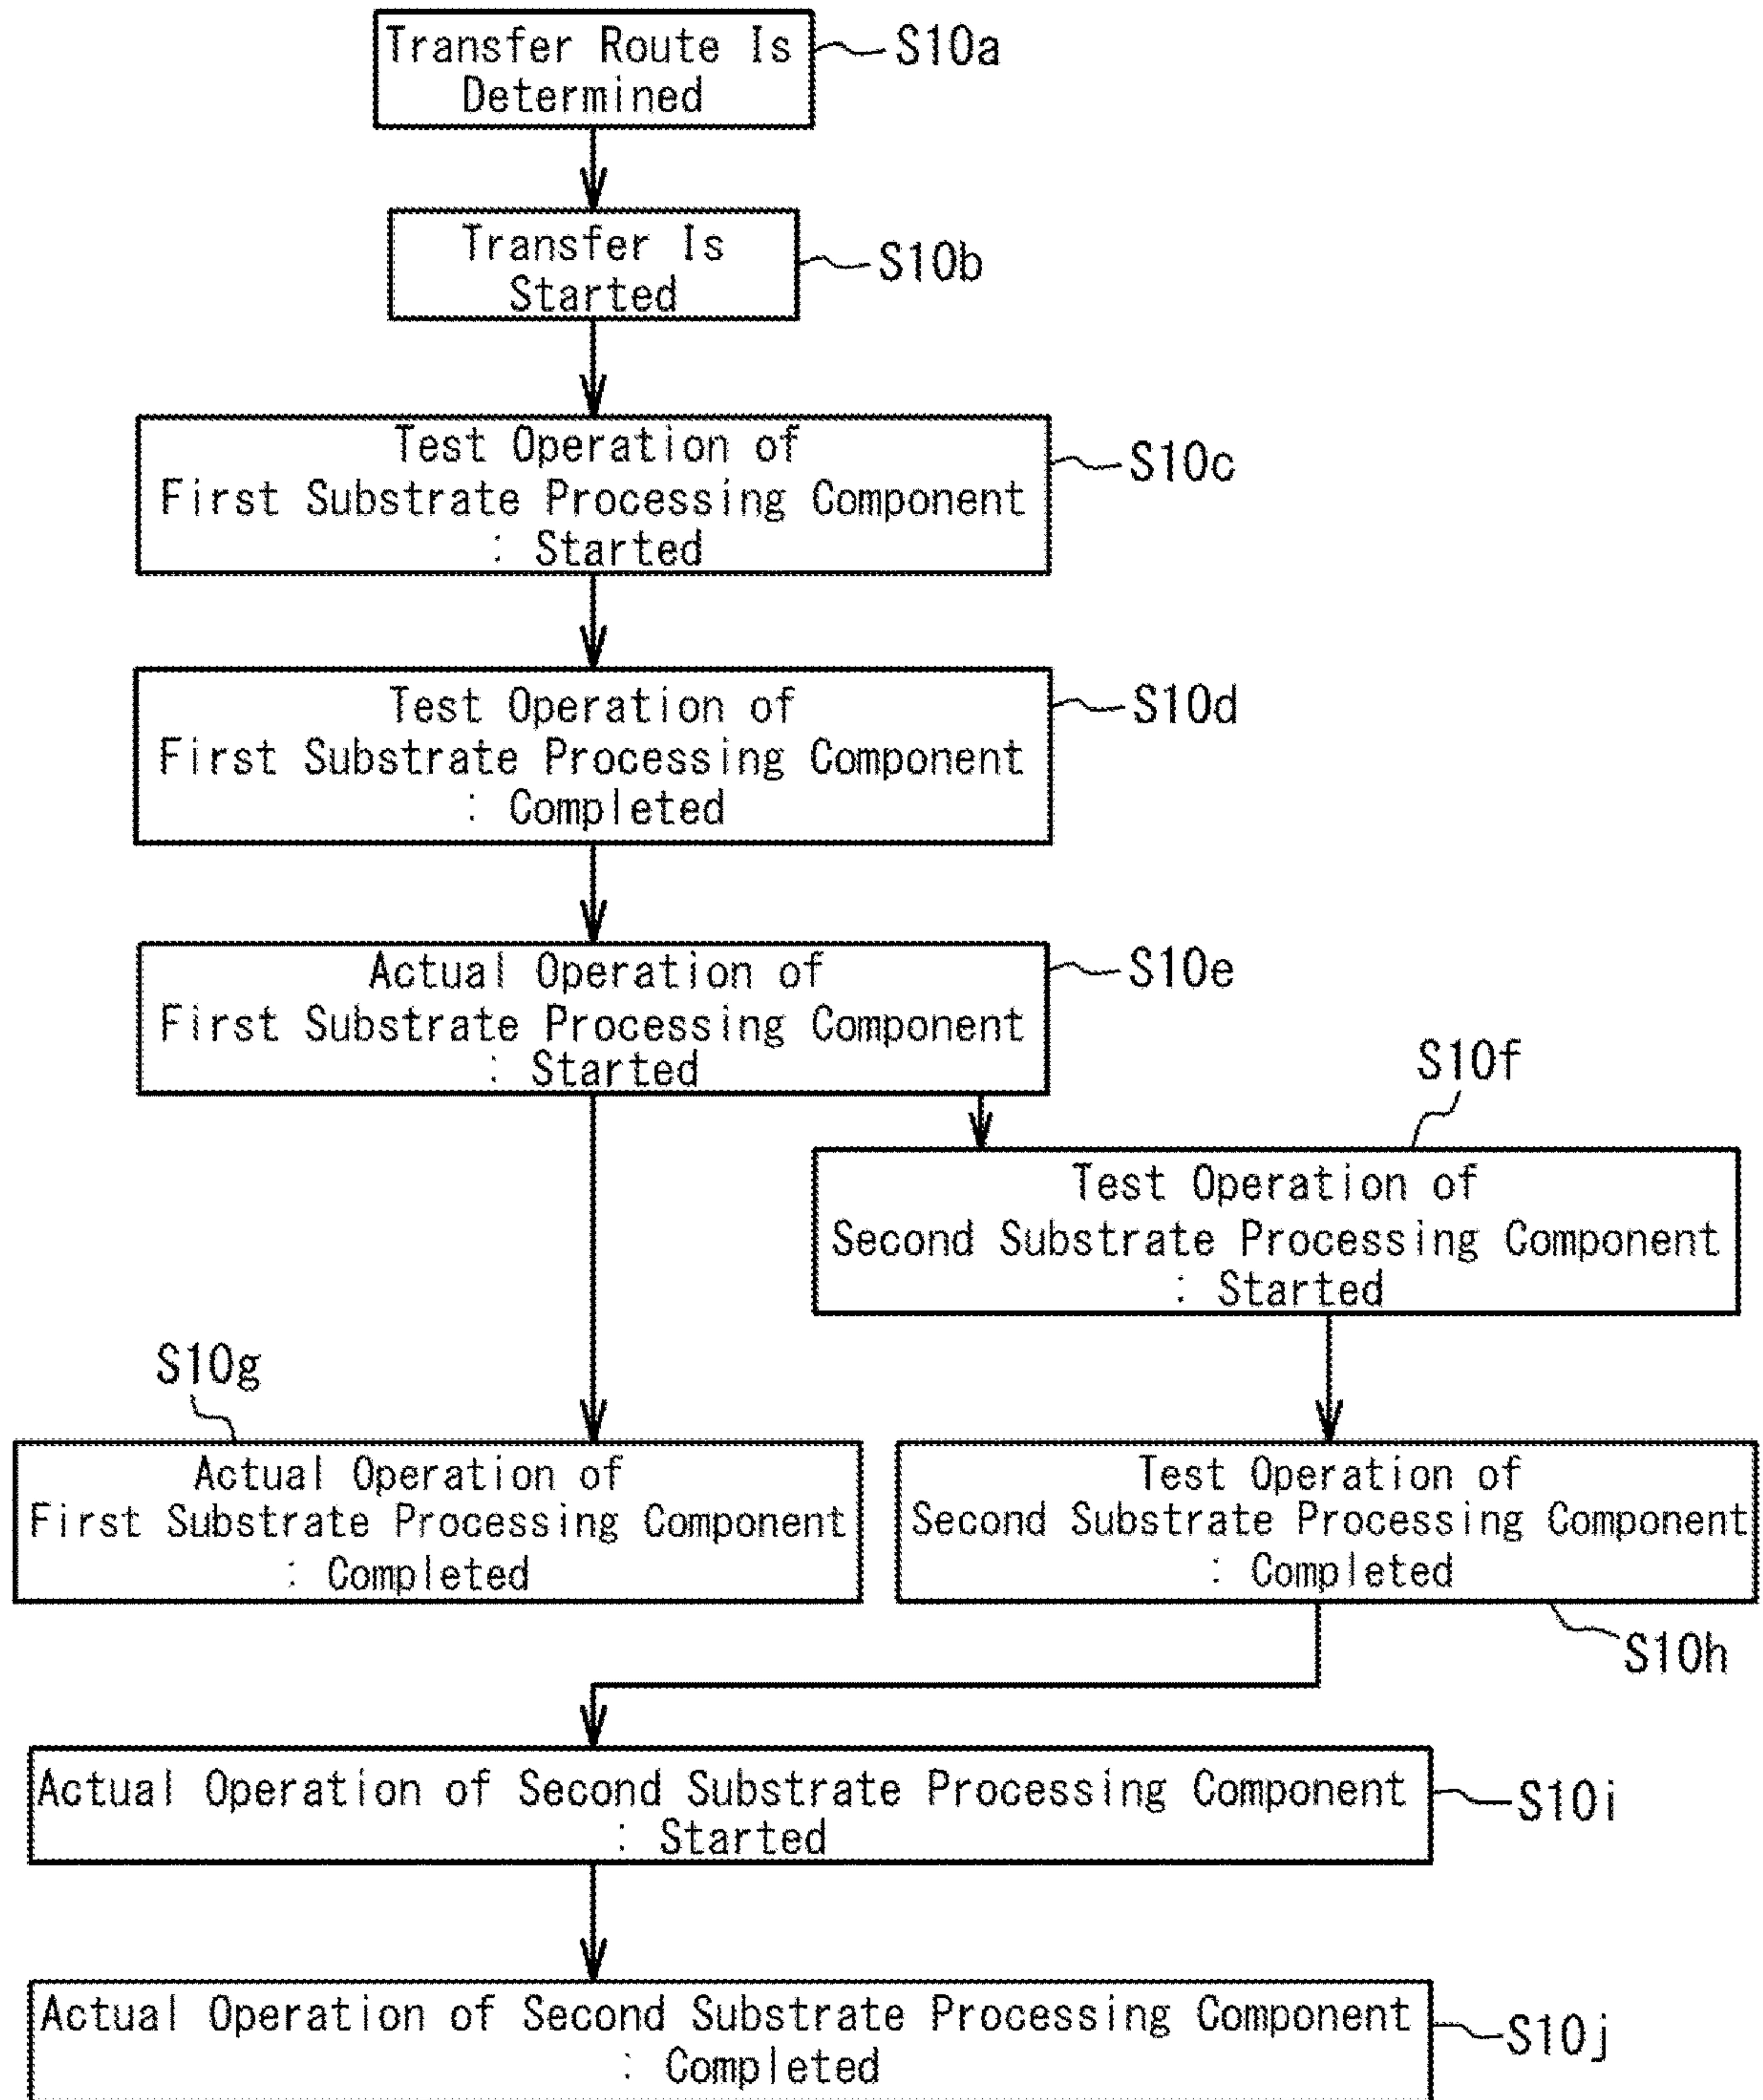 Transfer Route Is
Determined
S10a
Transfer Is
Started
S10b
Test Operation of
First Substrate Processing Component
: Started
S10c
Test Operation of
First Substrate Processing Component
: Completed
S10d
Actual Operation of
First Substrate Processing Component
: Started
S10e
S10f
Test Operation of
Second Substrate Processing Component
: Started
S10g
Actual Operation of
First Substrate Processing Component
: Completed
Test Operation of
Second Substrate Processing Component
: Completed
S10h
Actual Operation of Second Substrate Processing Component
: Started
S10i
Actual Operation of Second Substrate Processing Component
: Completed
S10j